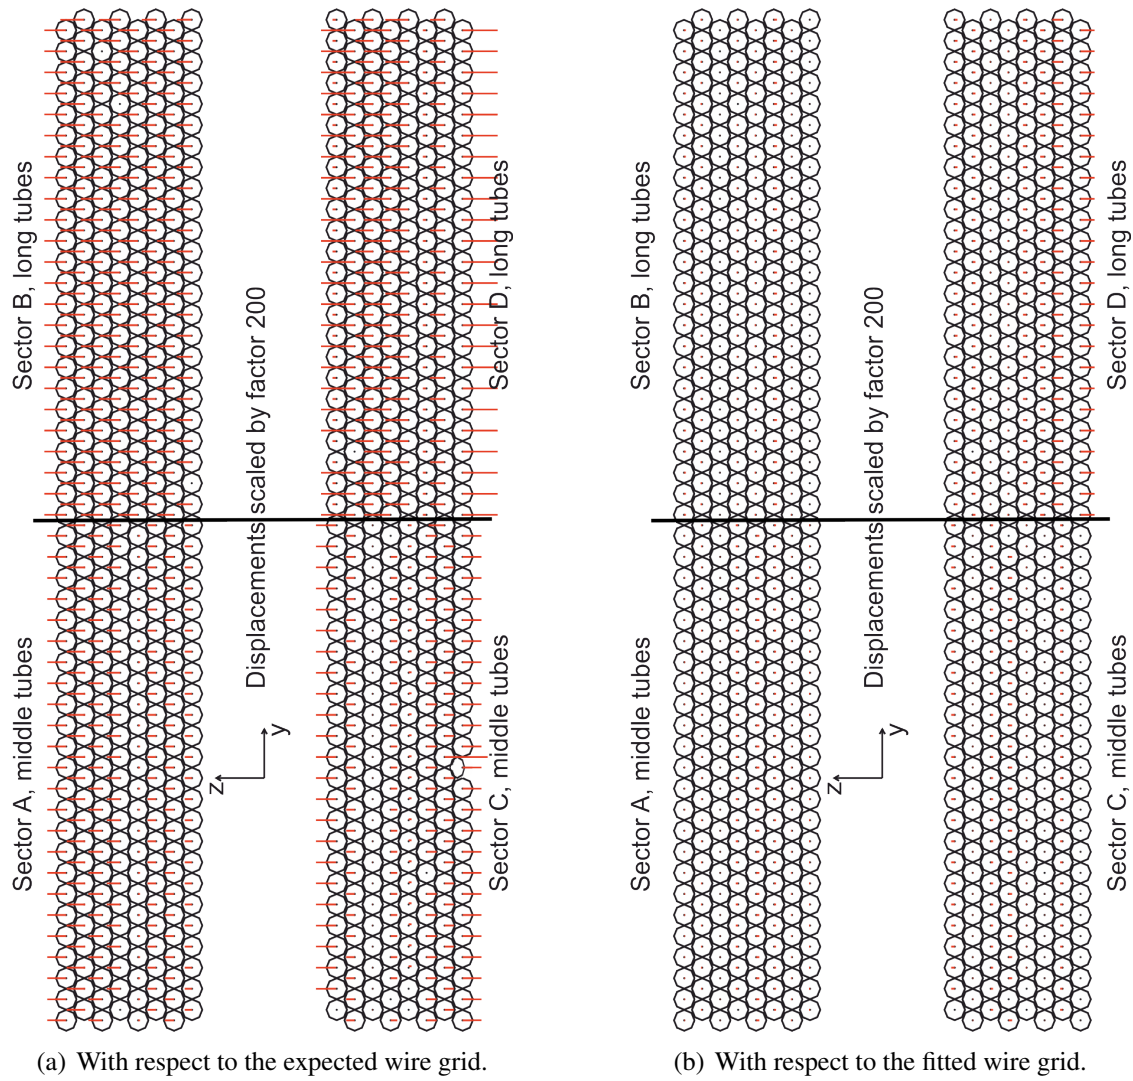 Sector A, middle tubes
Sector B, long tubes
Displacements scaled by factor 200
z
y
Sector C, middle tubes
Sector D, long tubes
(a) With respect to the expected wire grid.
Sector A, middle tubes
Sector B, long tubes
Displacements scaled by factor 200
z
y
Sector C, middle tubes
Sector D, long tubes
(b) With respect to the fitted wire grid.